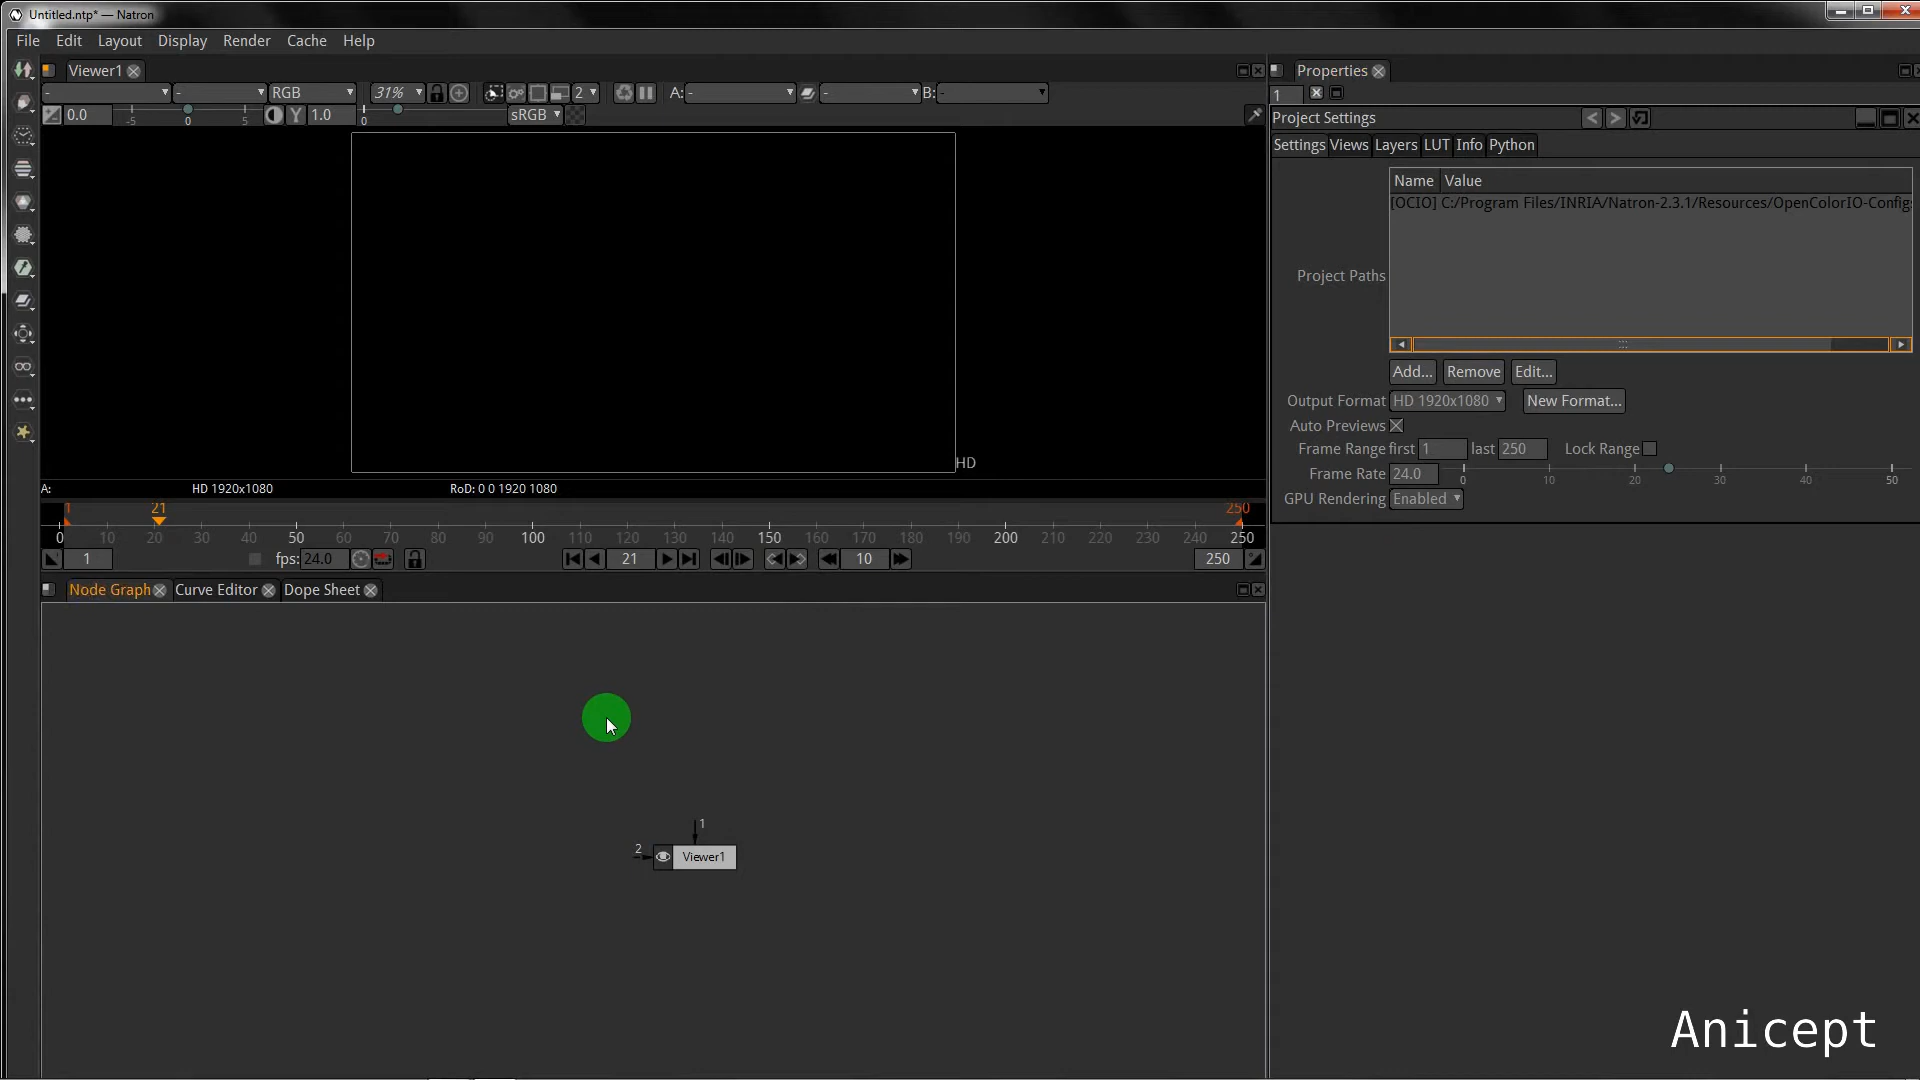 Untitled.ntp* — Natron
File Edit Layout Display Render Cache Help
Viewer1
Properties
- - RGB 31% 2 A: - - B: -
1
0.0 -5 0 5 Y 1.0 0 sRGB
Project Settings
Settings Views Layers LUT Info Python
Name Value
[OCIO] C:/Program Files/INRIA/Natron-2.3.1/Resources/OpenColorIO-Configs
Project Paths
Add... Remove Edit...
Output Format HD 1920x1080 New Format...
Auto Previews
Frame Range first 1 last 250 Lock Range
Frame Rate 24.0 0 10 20 30 40 50
GPU Rendering Enabled
HD
A: HD 1920x1080 RoD: 0 0 1920 1080
1 21 250
0 10 20 30 40 50 60 70 80 90 100 110 120 130 140 150 160 170 180 190 200 210 220 230 240 250
1 fps: 24.0 21 10 250
Node Graph Curve Editor Dope Sheet
1
2 Viewer1
Anicept